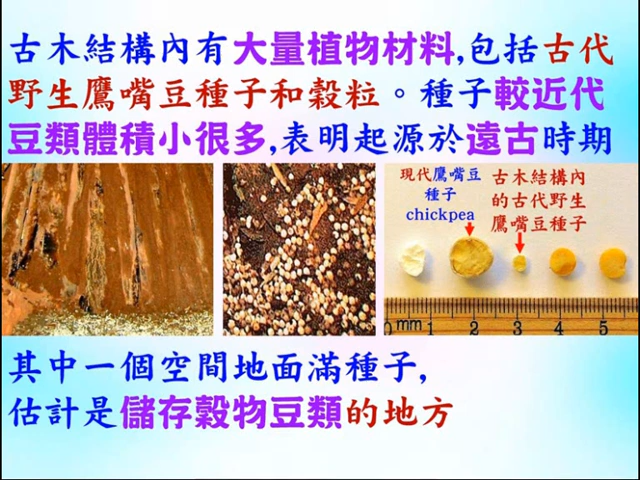 古木結構內有大量植物材料,包括古代
野生鷹嘴豆種子和穀粒。種子較近代
豆類體積小很多,表明起源於遠古時期
現代鷹嘴豆
種子
chickpea
古木結構內
的古代野生
鷹嘴豆種子
0 mm 1 2 3 4 5
其中一個空間地面滿種子,
估計是儲存穀物豆類的地方